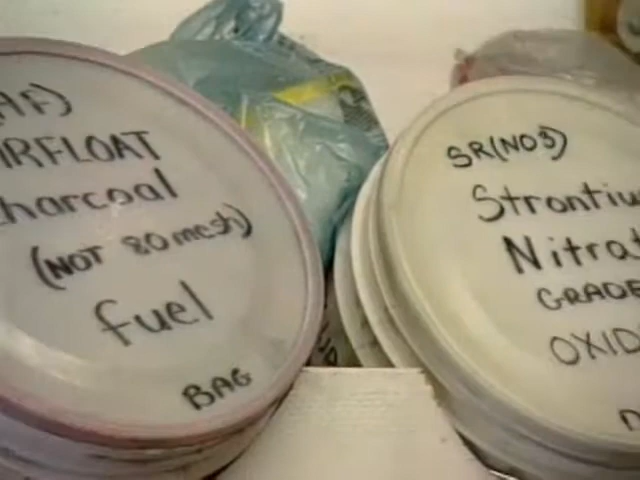 (AF)
IRFLOAT
harcoal
(NOT 80 mesh)
fuel
BAG
SR(NO3)
Strontiu
Nitrat
GRADE
OXID